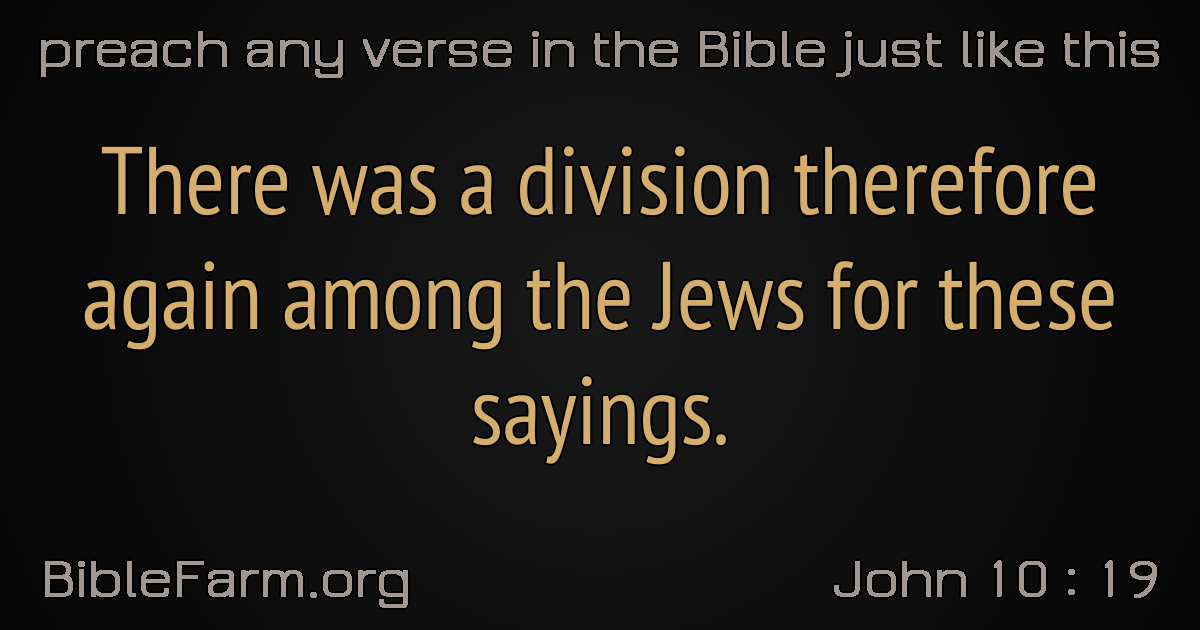 preach any verse in the Bible just like this
There was a division therefore
again among the Jews for these
sayings.
BibleFarm.org
John 10 : 19